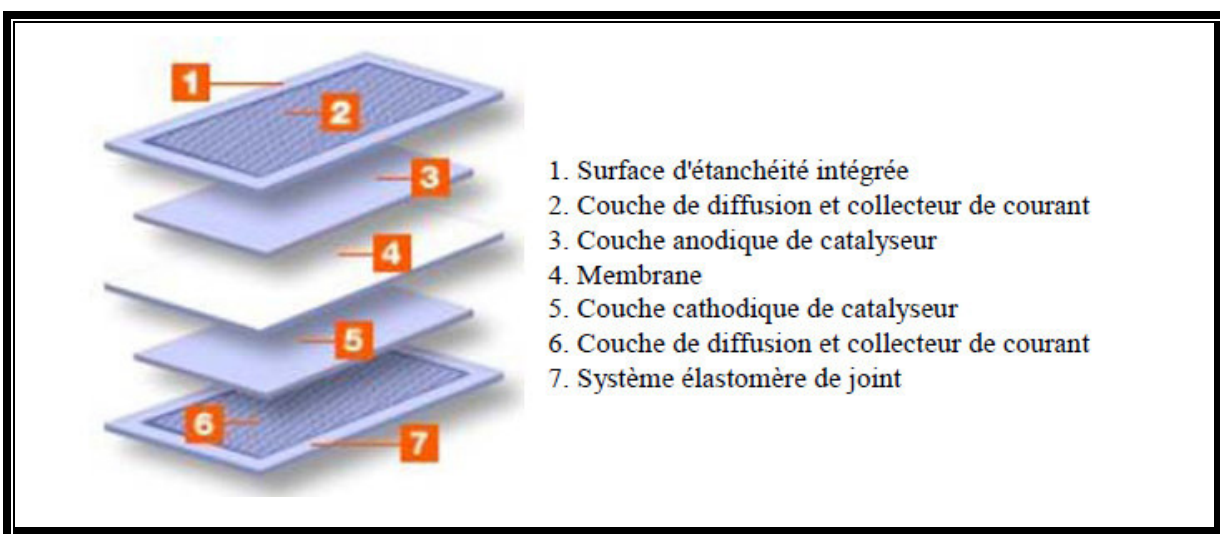 1
2
3
4
5
6
7
1. Surface d'étanchéité intégrée
2. Couche de diffusion et collecteur de courant
3. Couche anodique de catalyseur
4. Membrane
5. Couche cathodique de catalyseur
6. Couche de diffusion et collecteur de courant
7. Système élastomère de joint